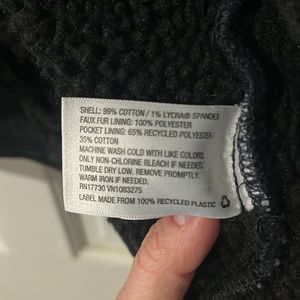 SHELL: 99% COTTON / 1% LYCRA® SPANDEX
FAUX FUR LINING: 100% POLYESTER
POCKET LINING: 65% RECYCLED POLYESTER/
35% COTTON
MACHINE WASH COLD WITH LIKE COLORS.
ONLY NON-CHLORINE BLEACH IF NEEDED.
TUMBLE DRY LOW. REMOVE PROMPTLY.
WARM IRON IF NEEDED.
RN17730 VN1083275
LABEL MADE FROM 100% RECYCLED PLASTIC